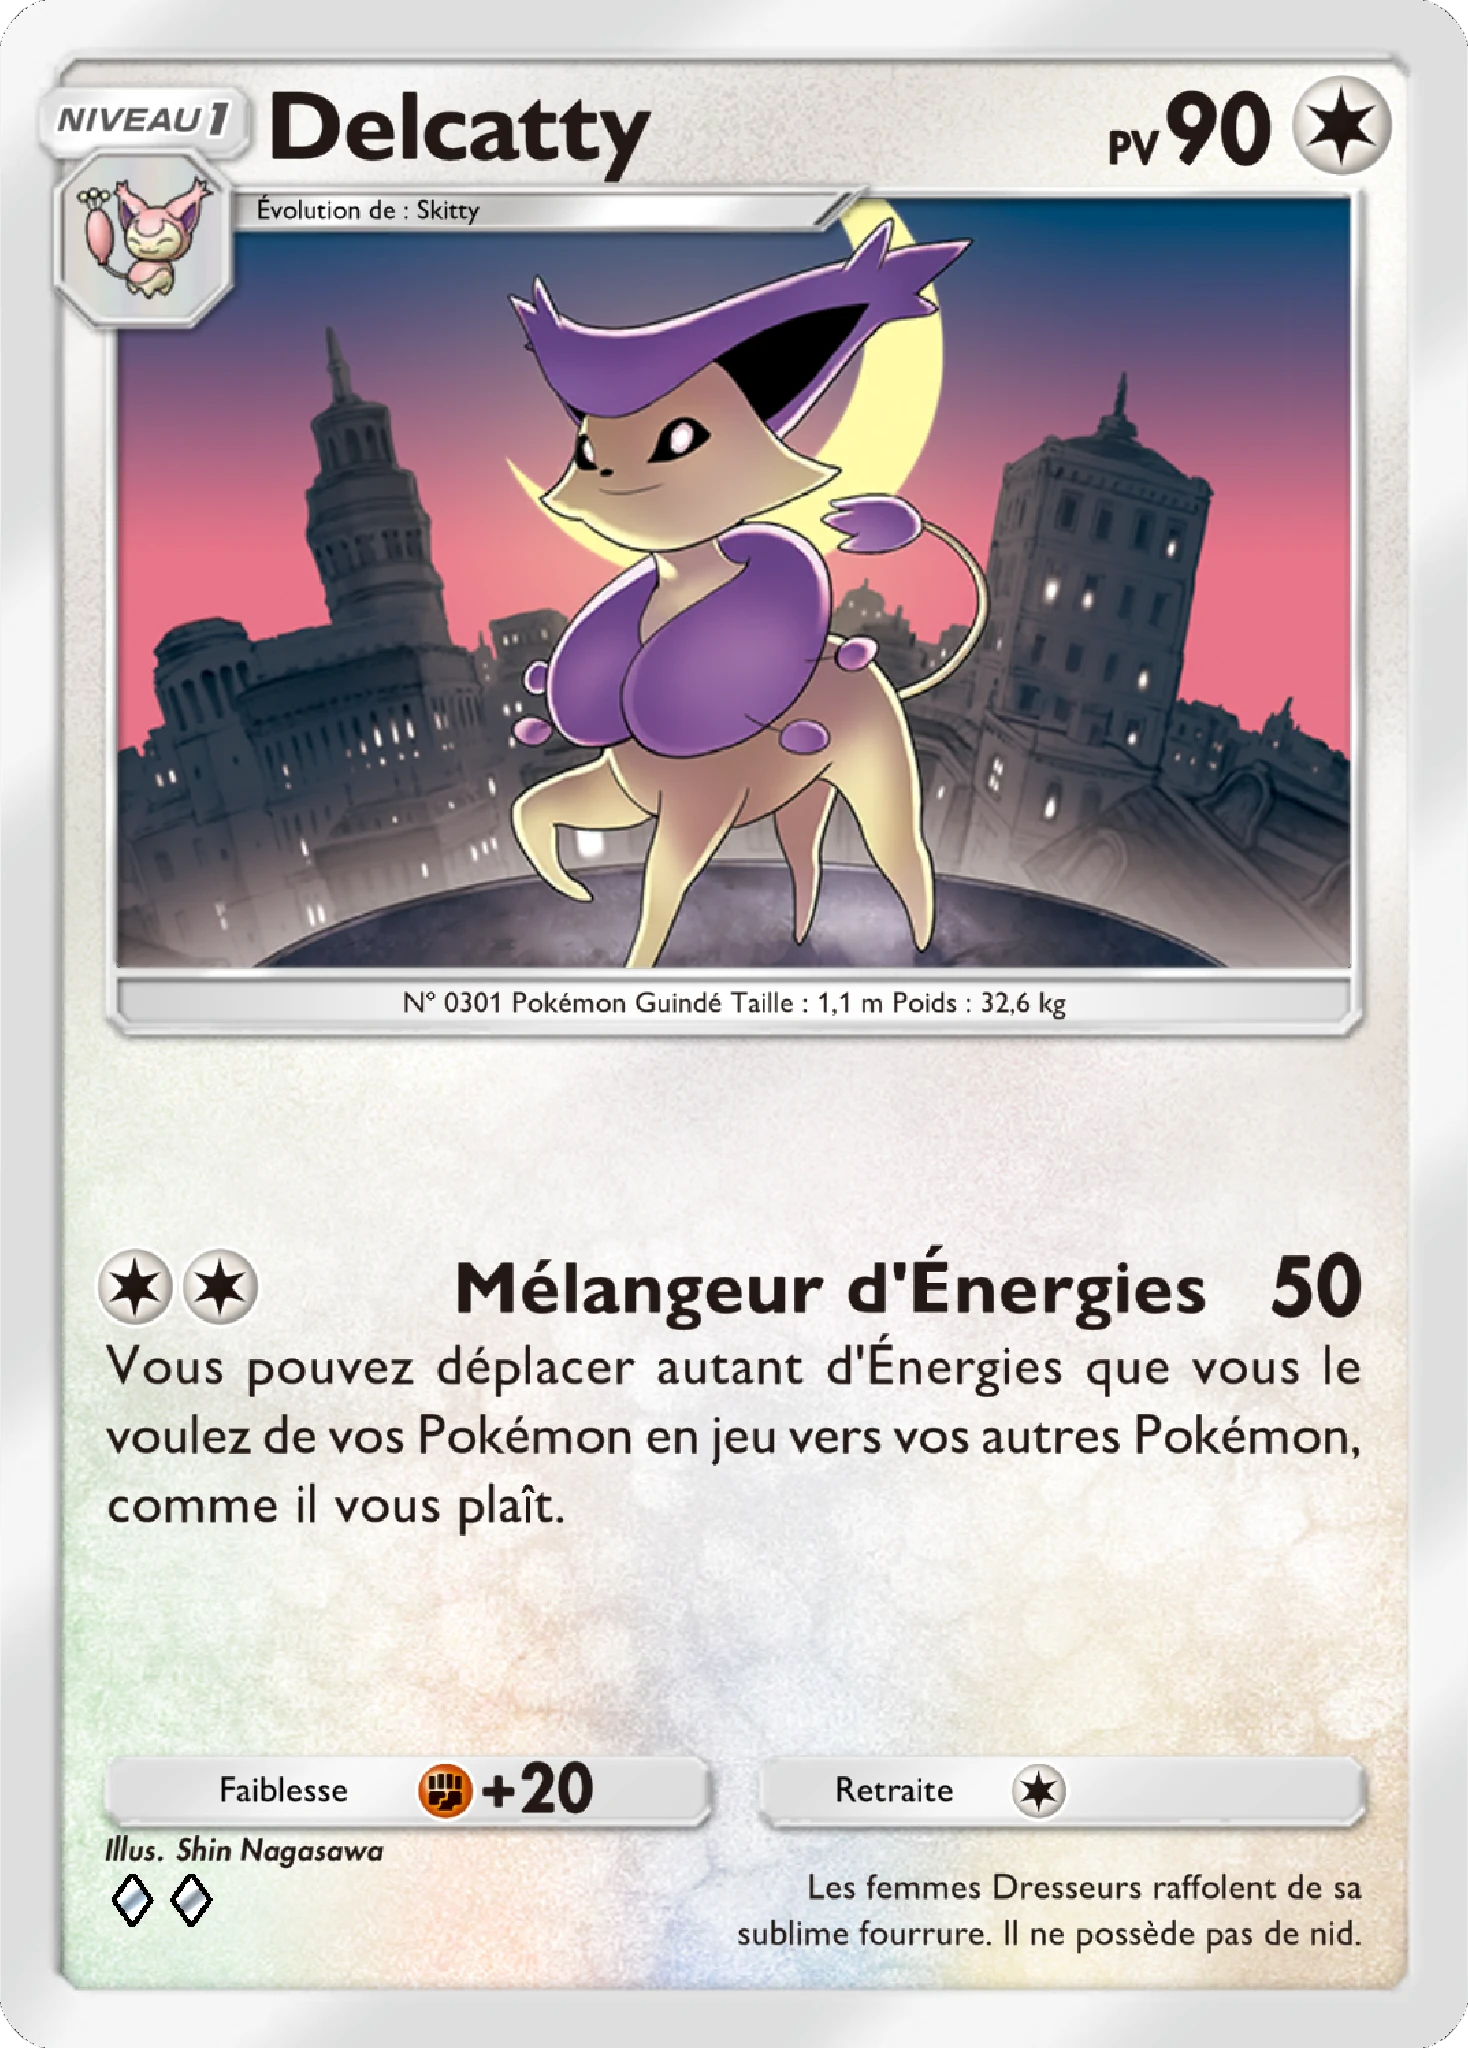 NIVEAU 1
Delcatty
PV 90
Évolution de : Skitty
N° 0301 Pokémon Guindé Taille : 1,1 m Poids : 32,6 kg
Mélangeur d'Énergies 50
Vous pouvez déplacer autant d'Énergies que vous le
voulez de vos Pokémon en jeu vers vos autres Pokémon,
comme il vous plaît.
Faiblesse +20
Retraite
Illus. Shin Nagasawa
Les femmes Dresseurs raffolent de sa
sublime fourrure. Il ne possède pas de nid.